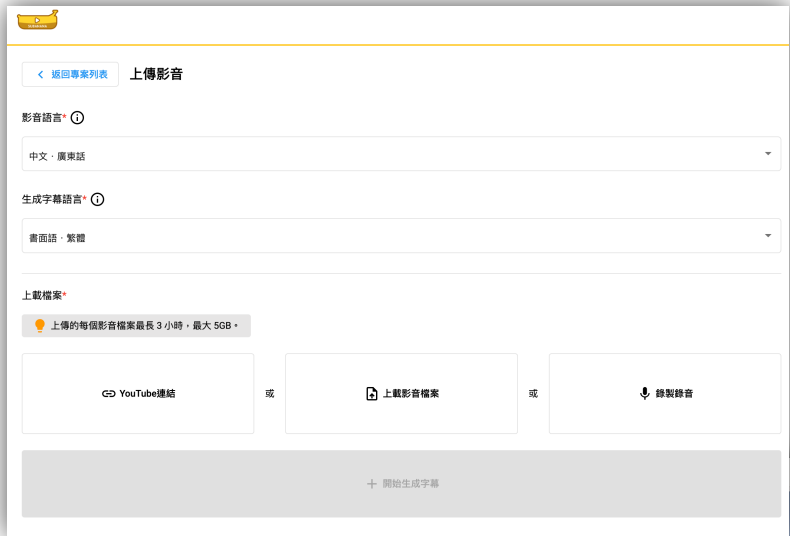 返回專案列表 上傳影音
影音語言*
中文 · 廣東話
生成字幕語言*
書面語 · 繁體
上載檔案*
上傳的每個影音檔案最長 3 小時，最大 5GB。
YouTube連結 或 上載影音檔案 或 錄製錄音
+ 開始生成字幕